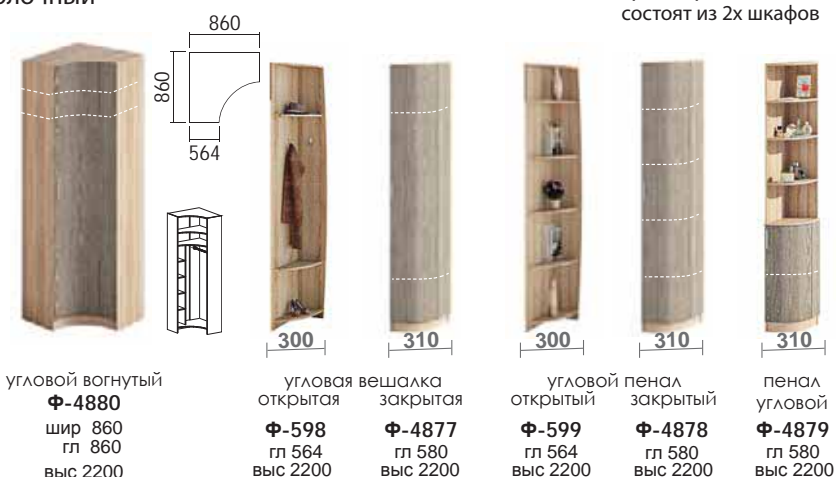 состоят из 2х шкафов
860
860
564
300
310
300
310
310
угловой вогнутый
Ф-4880
шир 860
гл 860
выс 2200
угловая вешалка
открытая закрытая
Ф-598
гл 564
выс 2200
Ф-4877
гл 580
выс 2200
угловой пенал
открытый закрытый
Ф-599
гл 564
выс 2200
Ф-4878
гл 580
выс 2200
пенал
угловой
Ф-4879
гл 580
выс 2200